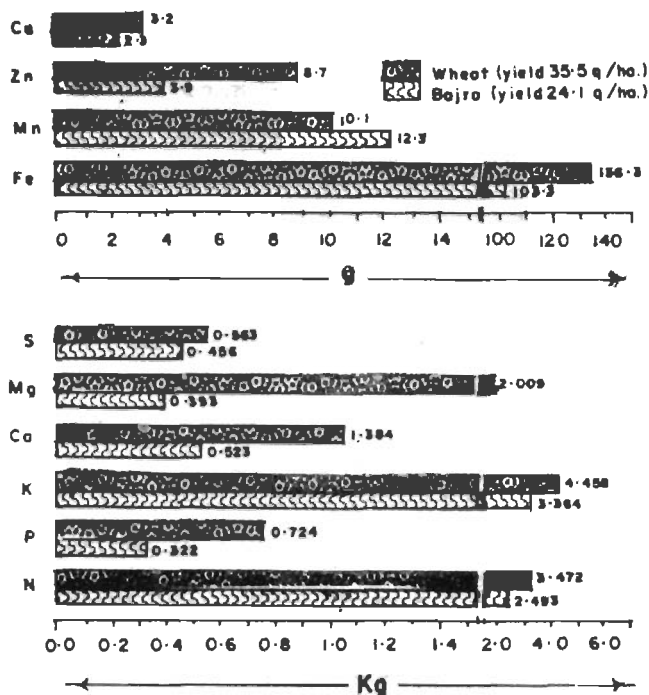 Cu 3.2
2.3
Zn 8.7
3.9
Wheat (yield 35.5 q/ha.)
Bajra (yield 24.1 q/ha.)
Mn 10.1
12.3
Fe 136.3
103.3
0 2 4 6 8 10 12 14 100 120 140
g
S 0.563
0.456
Mg 2.009
0.393
Ca 1.384
0.523
K 4.458
3.364
P 0.724
0.322
N 3.472
2.493
0.0 0.2 0.4 0.6 0.8 1.0 1.2 1.4 2.0 4.0 6.0
Kg